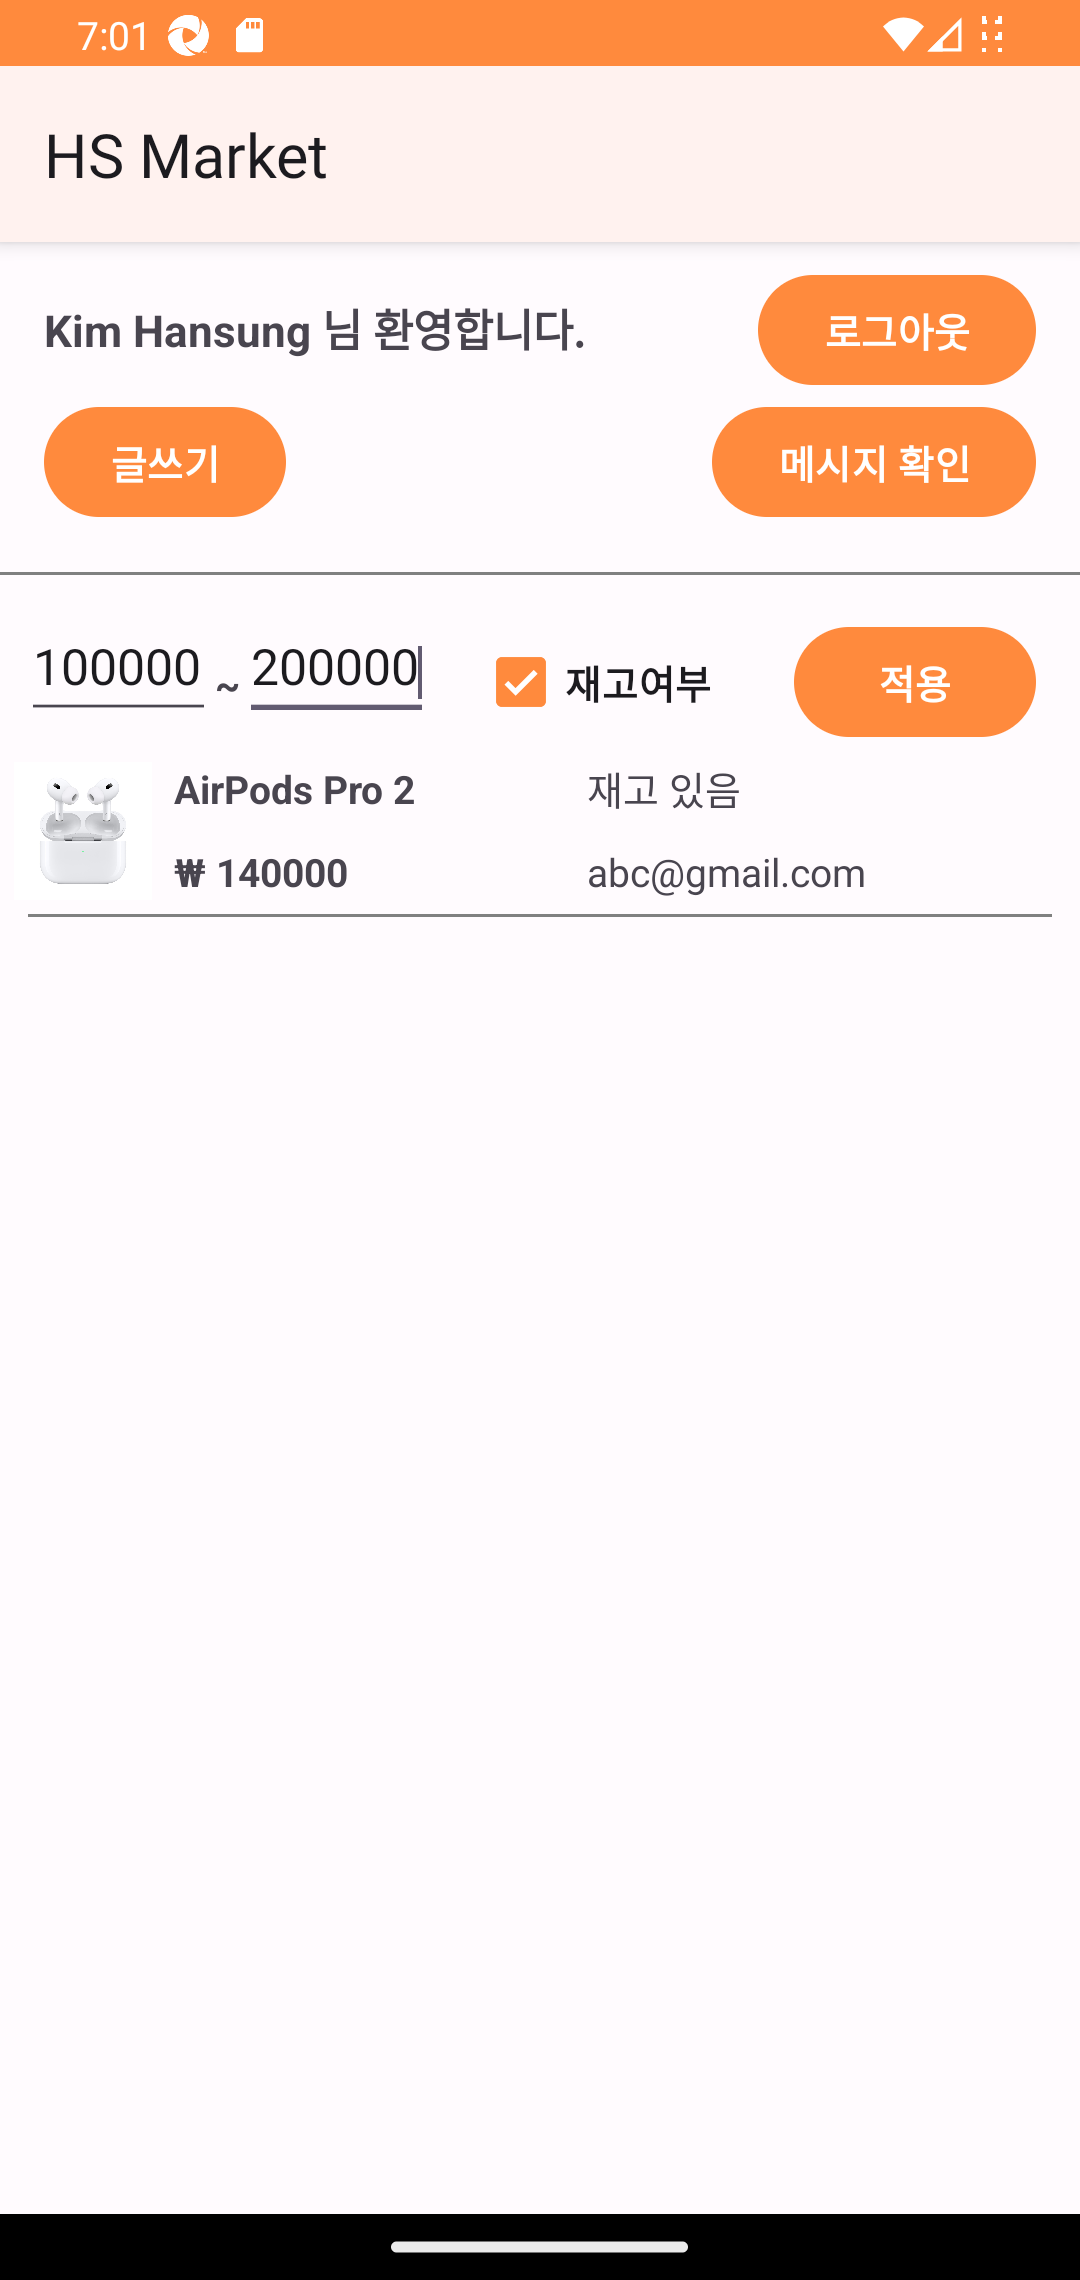 7:01
HS Market
Kim Hansung 님 환영합니다.
로그아웃
글쓰기
메시지 확인
100000 ~ 200000
재고여부
적용
AirPods Pro 2
재고 있음
₩ 140000
abc@gmail.com